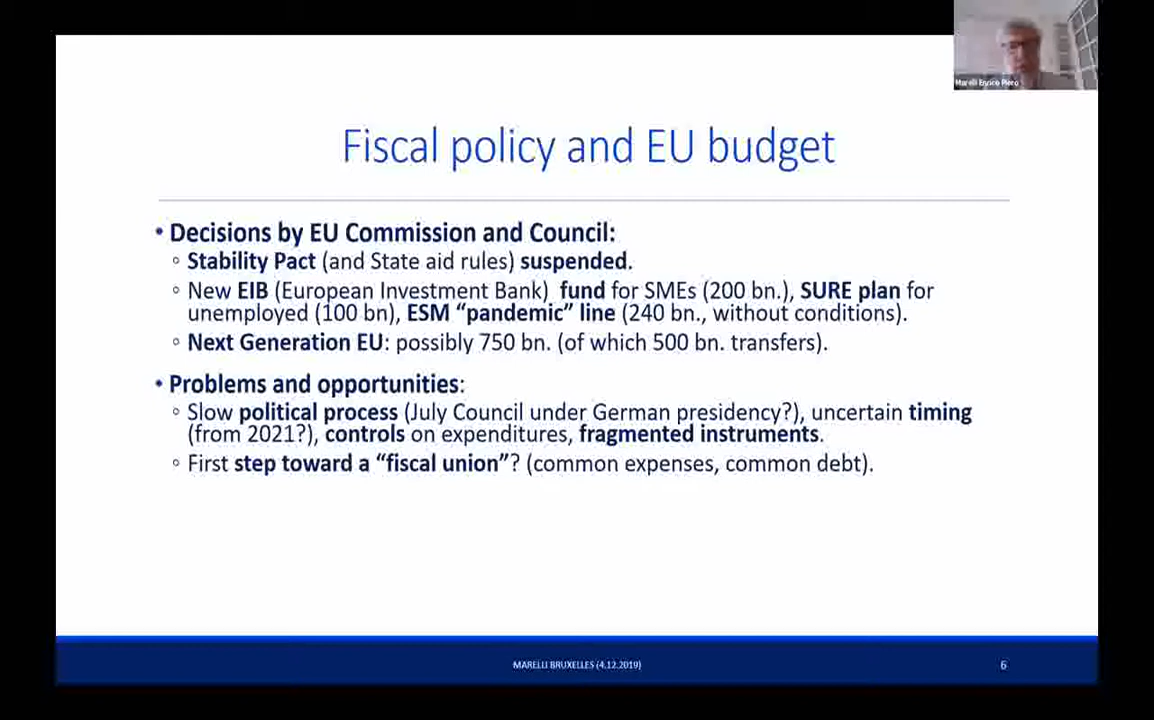 Marelli Enrico Piero
Fiscal policy and EU budget
• Decisions by EU Commission and Council:
◦ Stability Pact (and State aid rules) suspended.
◦ New EIB (European Investment Bank) fund for SMEs (200 bn.), SURE plan for
unemployed (100 bn), ESM “pandemic” line (240 bn., without conditions).
◦ Next Generation EU: possibly 750 bn. (of which 500 bn. transfers).
• Problems and opportunities:
◦ Slow political process (July Council under German presidency?), uncertain timing
(from 2021?), controls on expenditures, fragmented instruments.
◦ First step toward a “fiscal union”? (common expenses, common debt).
MARELLI BRUXELLES (4.12.2019)
6